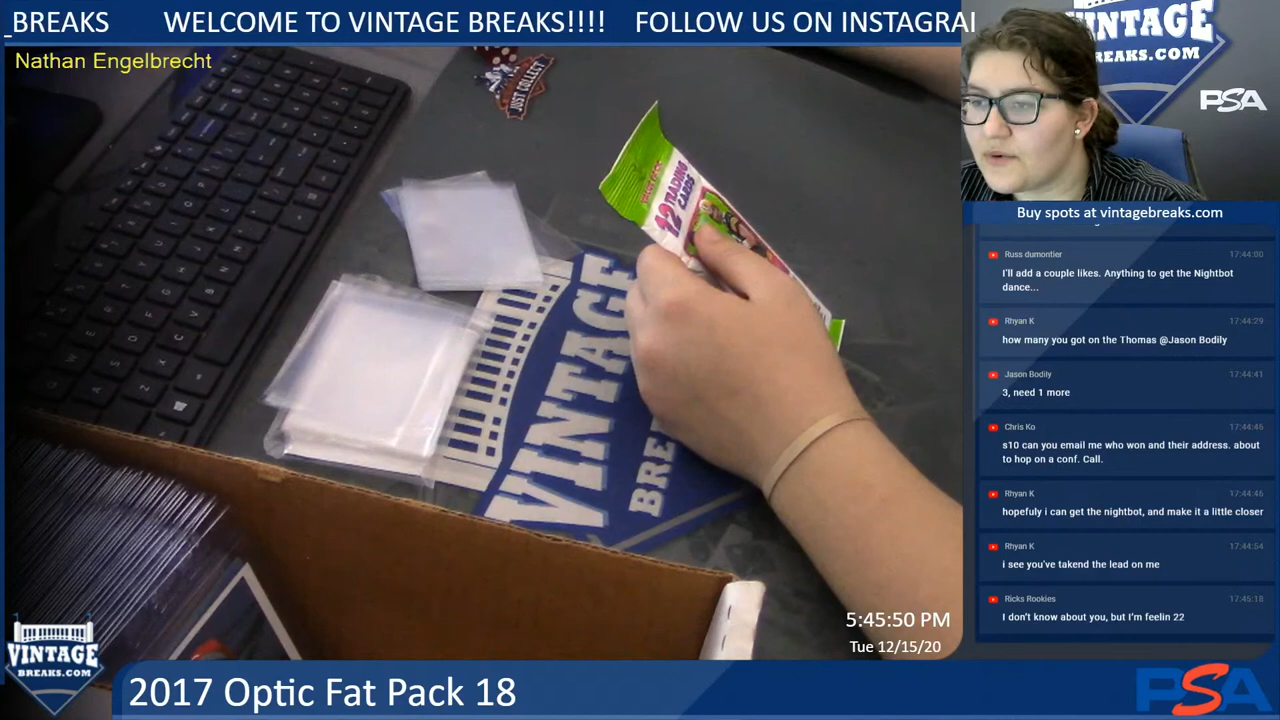 _BREAKS WELCOME TO VINTAGE BREAKS!!!! FOLLOW US ON INSTAGRA
Nathan Engelbrecht
JUST COLLECT
12 TRADING
CARDS
VINTAGE
BRE
VINTAGE
BREAKS.COM
PSA
Buy spots at vintagebreaks.com
Russ dumontier 17:44:00
I'll add a couple likes. Anything to get the Nightbot
dance...
Rhyan K 17:44:29
how many you got on the Thomas @Jason Bodily
Jason Bodily 17:44:41
3, need 1 more
Chris Ko 17:44:45
s10 can you email me who won and their address. about
to hop on a conf. Call.
Rhyan K 17:44:46
hopefuly i can get the nightbot, and make it a little closer
Rhyan K 17:44:54
i see you've takend the lead on me
Ricks Rookies 17:45:18
I don't know about you, but I'm feelin 22
5:45:50 PM
Tue 12/15/20
VINTAGE
BREAKS.COM
2017 Optic Fat Pack 18
PSA